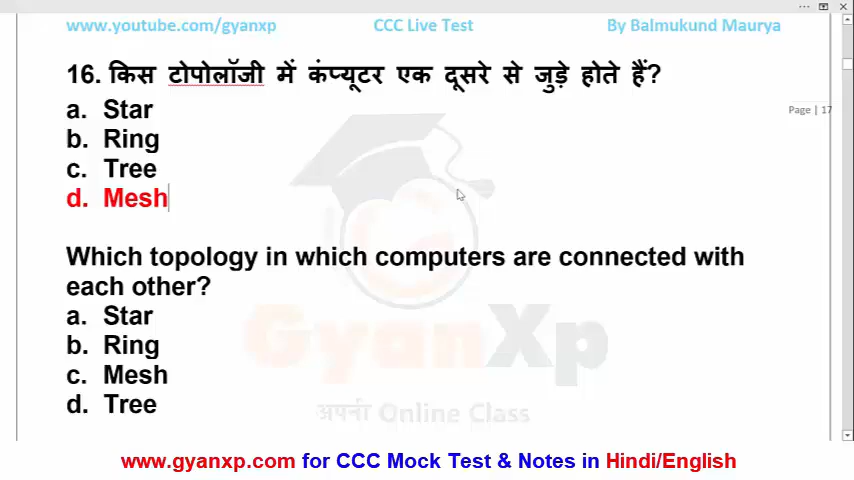 www.youtube.com/gyanxp CCC Live Test By Balmukund Maurya
16. किस टोपोलॉजी में कंप्यूटर एक दूसरे से जुड़े होते हैं?
a. Star
Page | 17
b. Ring
c. Tree
d. Mesh
Which topology in which computers are connected with
each other?
a. Star
b. Ring
c. Mesh
d. Tree
GyanXp
अपनी Online Class
www.gyanxp.com for CCC Mock Test & Notes in Hindi/English